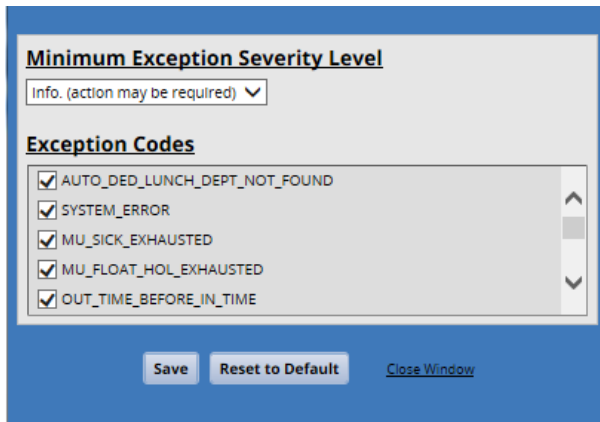 Minimum Exception Severity Level
Info. (action may be required)
Exception Codes
AUTO_DED_LUNCH_DEPT_NOT_FOUND
SYSTEM_ERROR
MU_SICK_EXHAUSTED
MU_FLOAT_HOL_EXHAUSTED
OUT_TIME_BEFORE_IN_TIME
Save Reset to Default Close Window